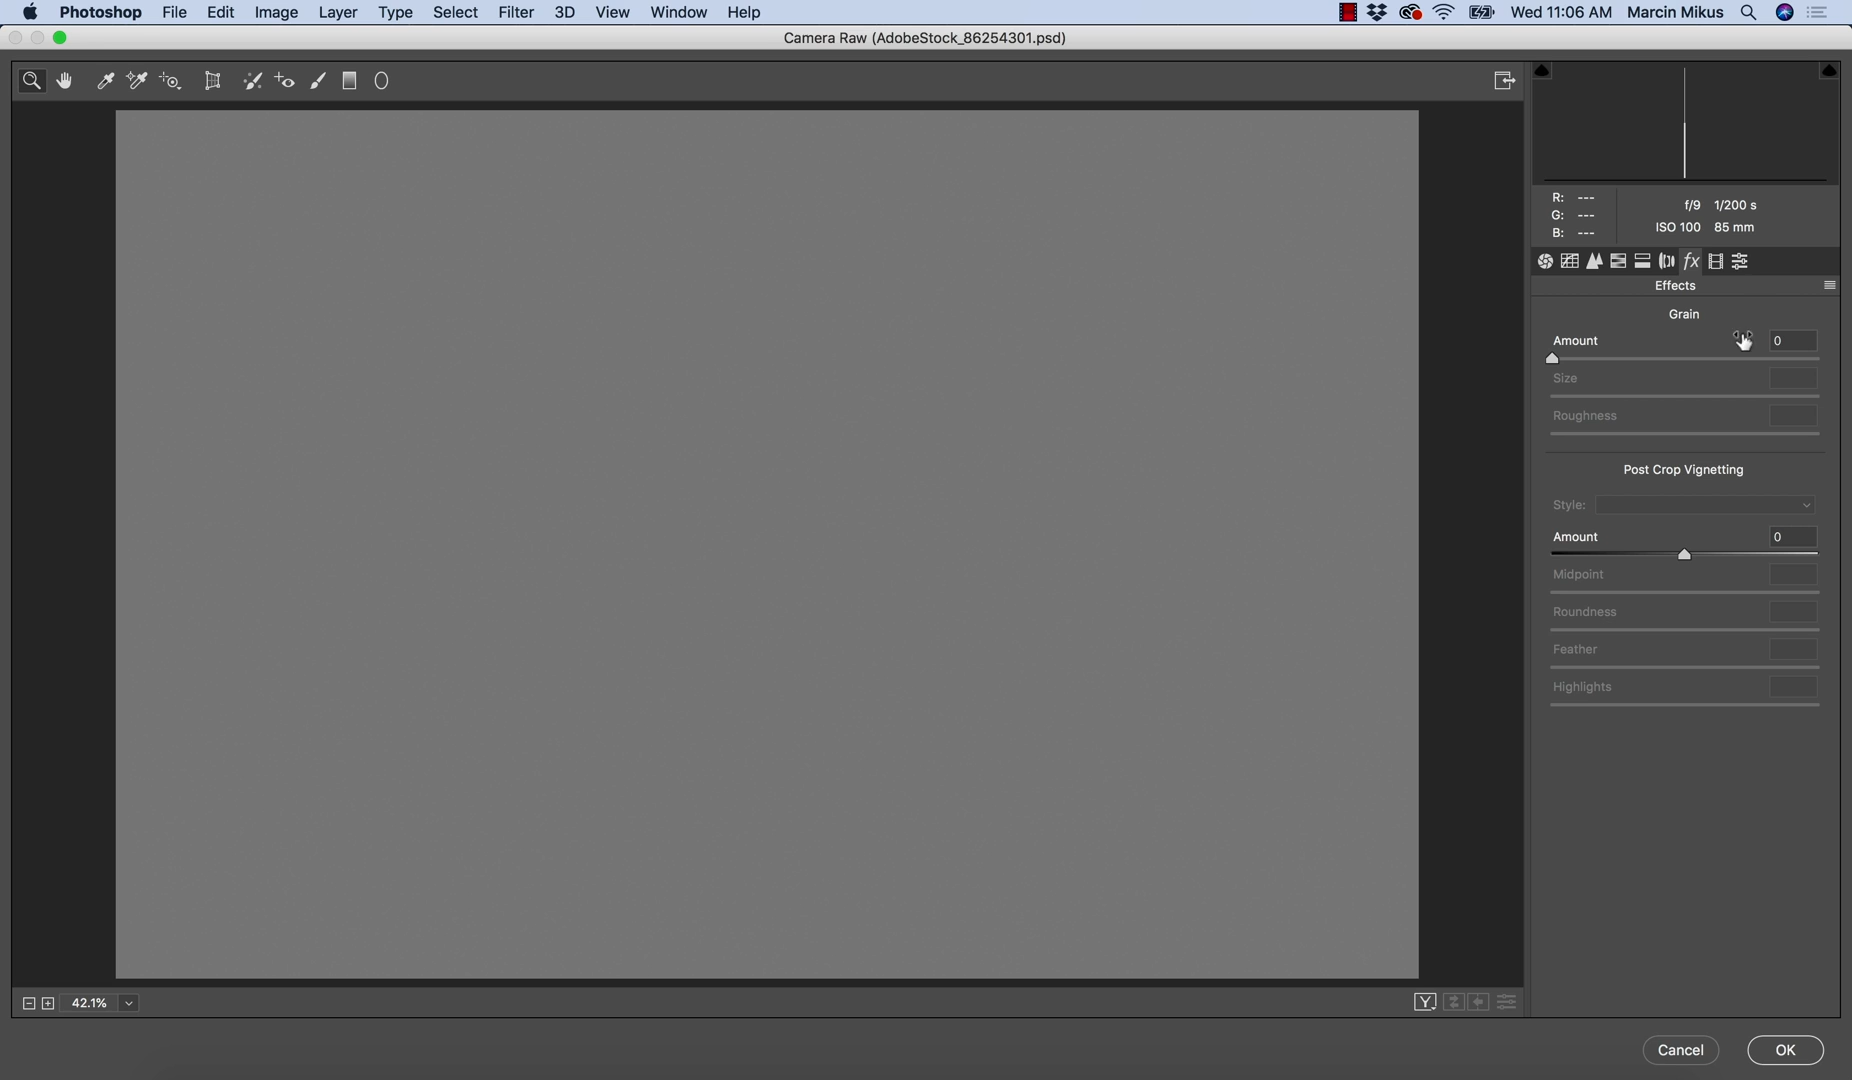 Photoshop File Edit Image Layer Type Select Filter 3D View Window Help Wed 11:06 AM Marcin Mikus
Camera Raw (AdobeStock_86254301.psd)
R: ---
G: ---
B: ---
f/9 1/200 s
ISO 100 85 mm
fx
Effects
Grain
Amount 0
Size
Roughness
Post Crop Vignetting
Style:
Amount 0
Midpoint
Roundness
Feather
Highlights
42.1% Y
Cancel OK